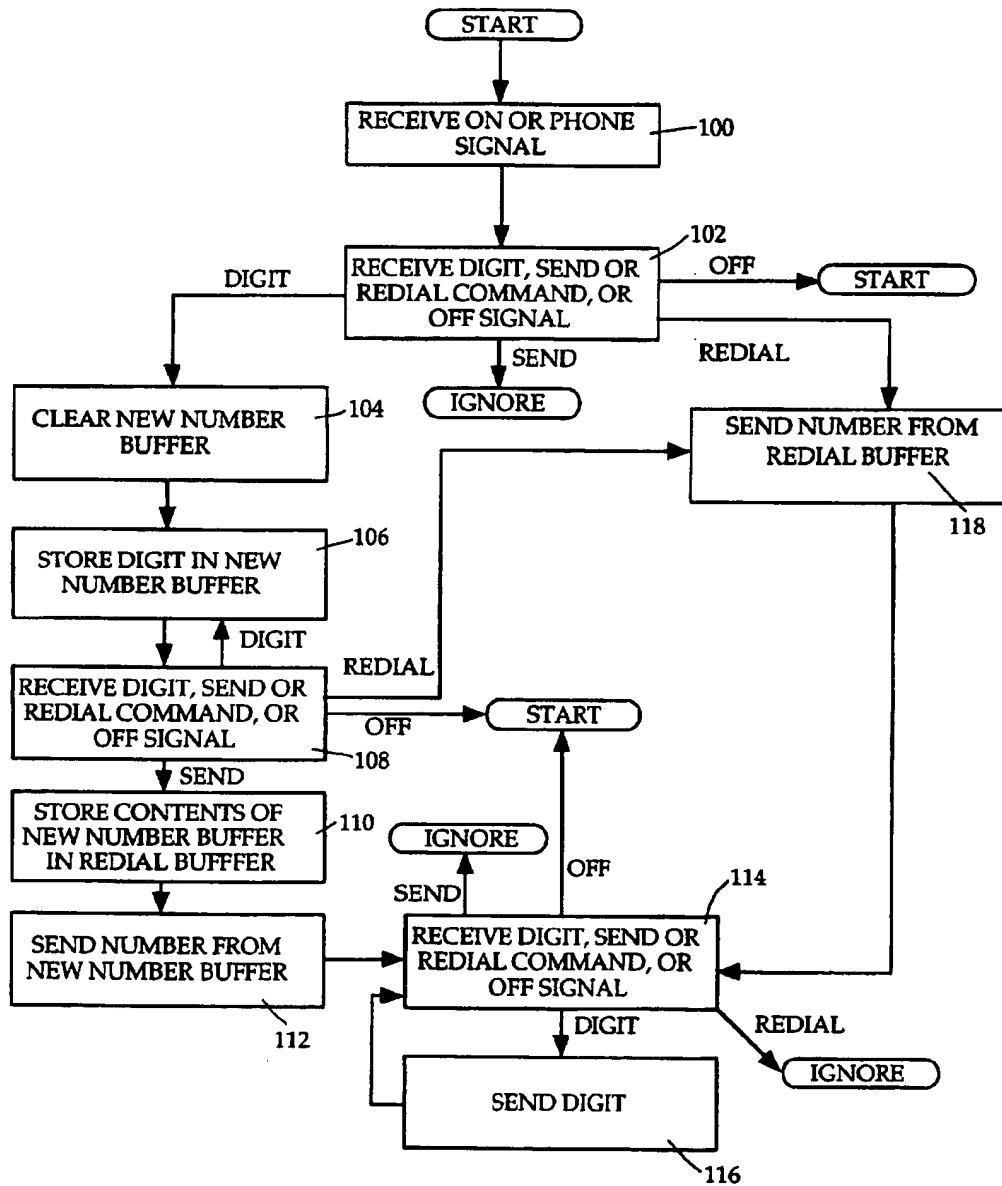 START
RECEIVE ON OR PHONE
SIGNAL
100
102
RECEIVE DIGIT, SEND OR
REDIAL COMMAND, OR
OFF SIGNAL
DIGIT
OFF
START
SEND
REDIAL
IGNORE
CLEAR NEW NUMBER
BUFFER
104
SEND NUMBER FROM
REDIAL BUFFER
118
STORE DIGIT IN NEW
NUMBER BUFFER
106
DIGIT
REDIAL
RECEIVE DIGIT, SEND OR
REDIAL COMMAND, OR
OFF SIGNAL
108
OFF
START
SEND
STORE CONTENTS OF
NEW NUMBER BUFFER
IN REDIAL BUFFFER
110
IGNORE
SEND
OFF
114
SEND NUMBER FROM
NEW NUMBER BUFFER
112
RECEIVE DIGIT, SEND OR
REDIAL COMMAND, OR
OFF SIGNAL
DIGIT
REDIAL
IGNORE
SEND DIGIT
116